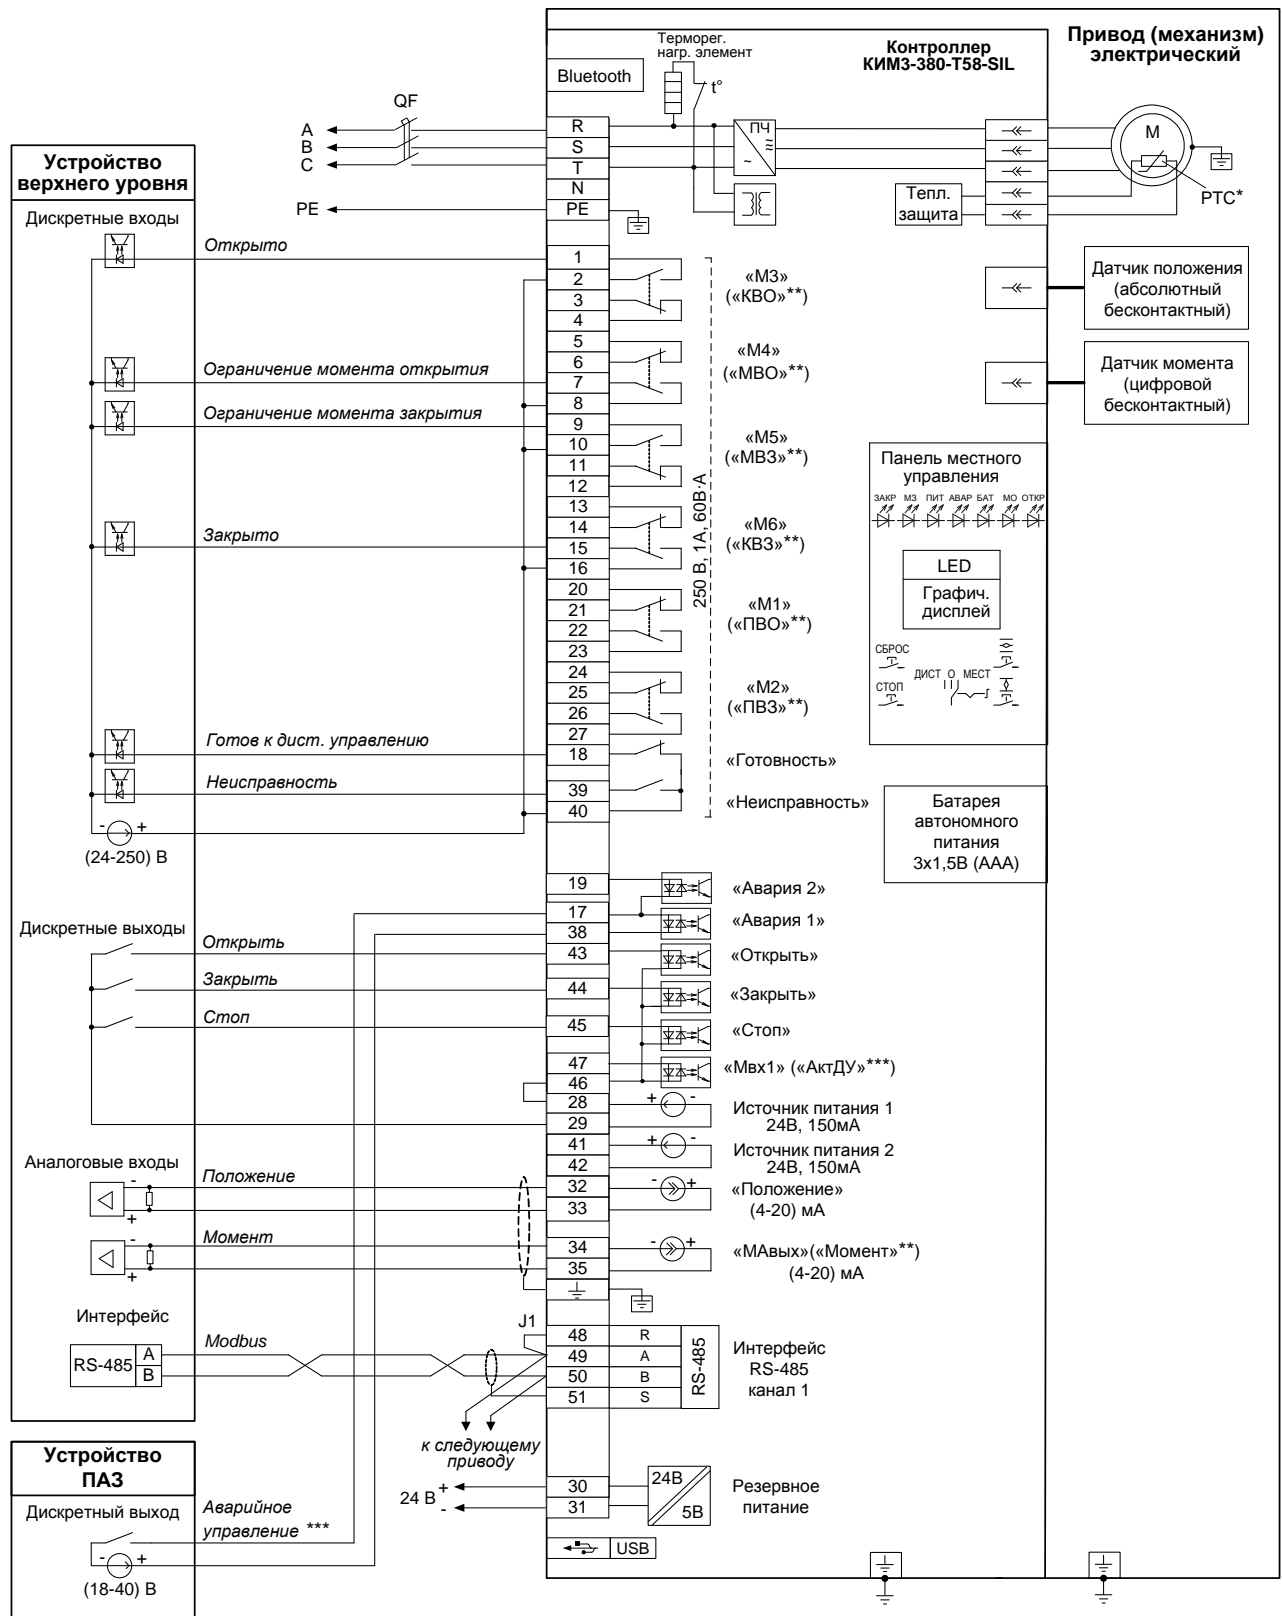 Привод (механизм)
электрический
Контроллер
КИМ3-380-Т58-SIL
Терморег.
нагр. элемент
Bluetooth
t°
QF
A
B
C
PE
R
S
T
N
PE
ПЧ
≈
~
M
PTC*
Тепл.
защита
Устройство
верхнего уровня
Дискретные входы
Открыто
Ограничение момента открытия
Ограничение момента закрытия
Закрыто
Готов к дист. управлению
Неисправность
- +
(24-250) В
1
2
3
4
5
6
7
8
9
10
11
12
13
14
15
16
20
21
22
23
24
25
26
27
18
39
40
«М3»
(«КВО»**)
«М4»
(«МВО»**)
«М5»
(«МВЗ»**)
«М6»
(«КВЗ»**)
«М1»
(«ПВО»**)
«М2»
(«ПВЗ»**)
«Готовность»
«Неисправность»
250 В, 1А, 60В·А
Датчик положения
(абсолютный
бесконтактный)
Датчик момента
(цифровой
бесконтактный)
Панель местного
управления
ЗАКР МЗ ПИТ АВАР БАТ МО ОТКР
LED
Графич.
дисплей
СБРОС
СТОП
ДИСТ О МЕСТ
Батарея
автономного
питания
3х1,5В (ААА)
19
17
38
43
44
45
47
46
28
29
41
42
32
33
34
35
«Авария 2»
«Авария 1»
«Открыть»
«Закрыть»
«Стоп»
«Мвх1» («АктДУ»***)
+ -
Источник питания 1
24В, 150мА
+ -
Источник питания 2
24В, 150мА
- +
«Положение»
(4-20) мА
- +
«МАвых»(«Момент»**)
(4-20) мА
Дискретные выходы
Открыть
Закрыть
Стоп
Аналоговые входы
Положение
-
+
Момент
-
+
Интерфейс
RS-485
A
B
Modbus
J1
48 R
49 A
50 B
51 S
RS-485
Интерфейс
RS-485
канал 1
к следующему
приводу
24 В
+
-
30
31
24В
5В
Резервное
питание
USB
Устройство
ПАЗ
Дискретный выход
Аварийное
управление ***
- +
(18-40) В